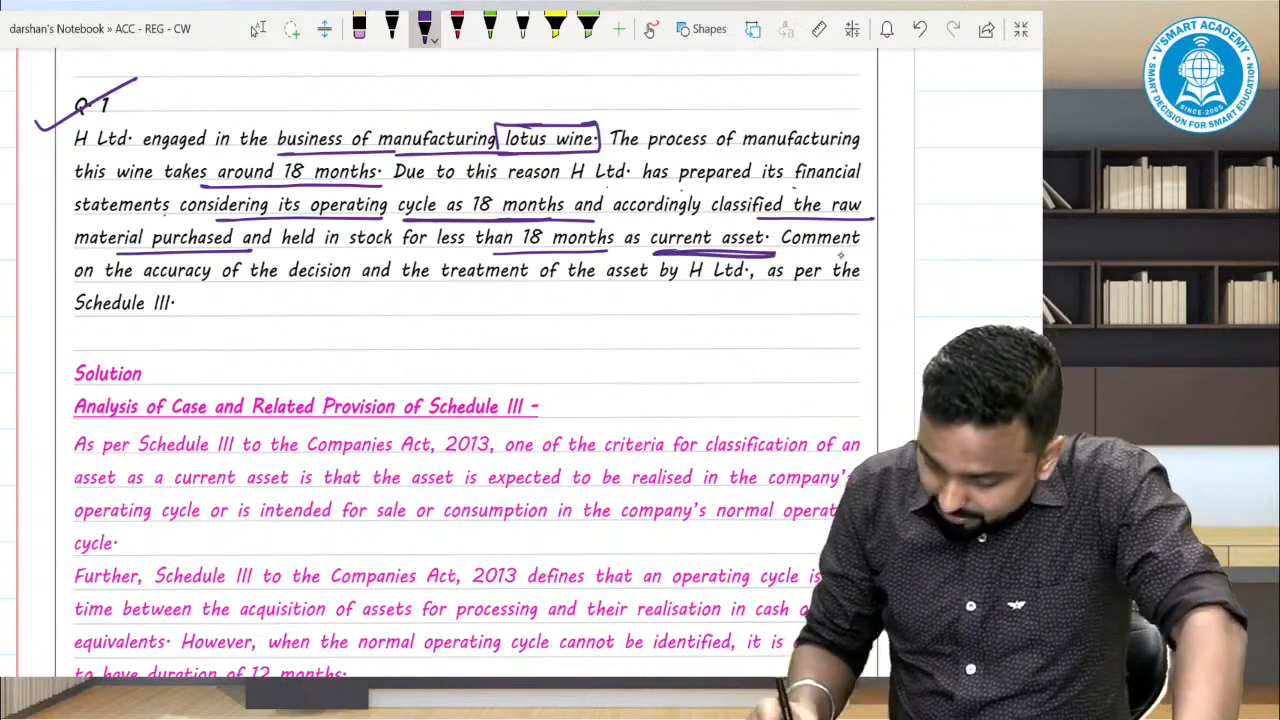 darshan's Notebook » ACC - REG - CW
Shapes
V'SMART ACADEMY
SINCE-2005
SMART DECISION FOR SMART EDUCATION
Q. 1
H Ltd. engaged in the business of manufacturing lotus wine. The process of manufacturing
this wine takes around 18 months. Due to this reason H Ltd. has prepared its financial
statements considering its operating cycle as 18 months and accordingly classified the raw
material purchased and held in stock for less than 18 months as current asset. Comment
on the accuracy of the decision and the treatment of the asset by H Ltd., as per the
Schedule III.
Solution
Analysis of Case and Related Provision of Schedule III -
As per Schedule III to the Companies Act, 2013, one of the criteria for classification of an
asset as a current asset is that the asset is expected to be realised in the company's
operating cycle or is intended for sale or consumption in the company's normal operat
cycle.
Further, Schedule III to the Companies Act, 2013 defines that an operating cycle is
time between the acquisition of assets for processing and their realisation in cash
equivalents. However, when the normal operating cycle cannot be identified, it is
to have duration of 12 months.